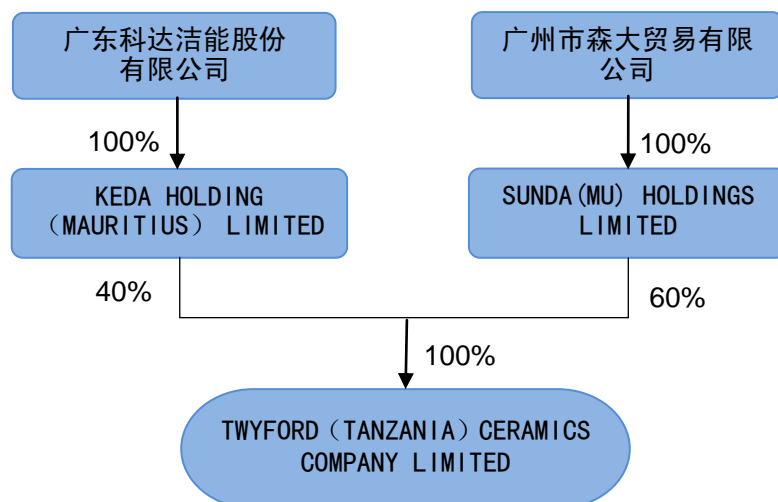 广东科达洁能股份
有限公司
广州市森大贸易有限
公司
100%
100%
KEDA HOLDING
（MAURITIUS） LIMITED
SUNDA(MU) HOLDINGS
LIMITED
40%
60%
100%
TWYFORD（TANZANIA）CERAMICS
COMPANY LIMITED